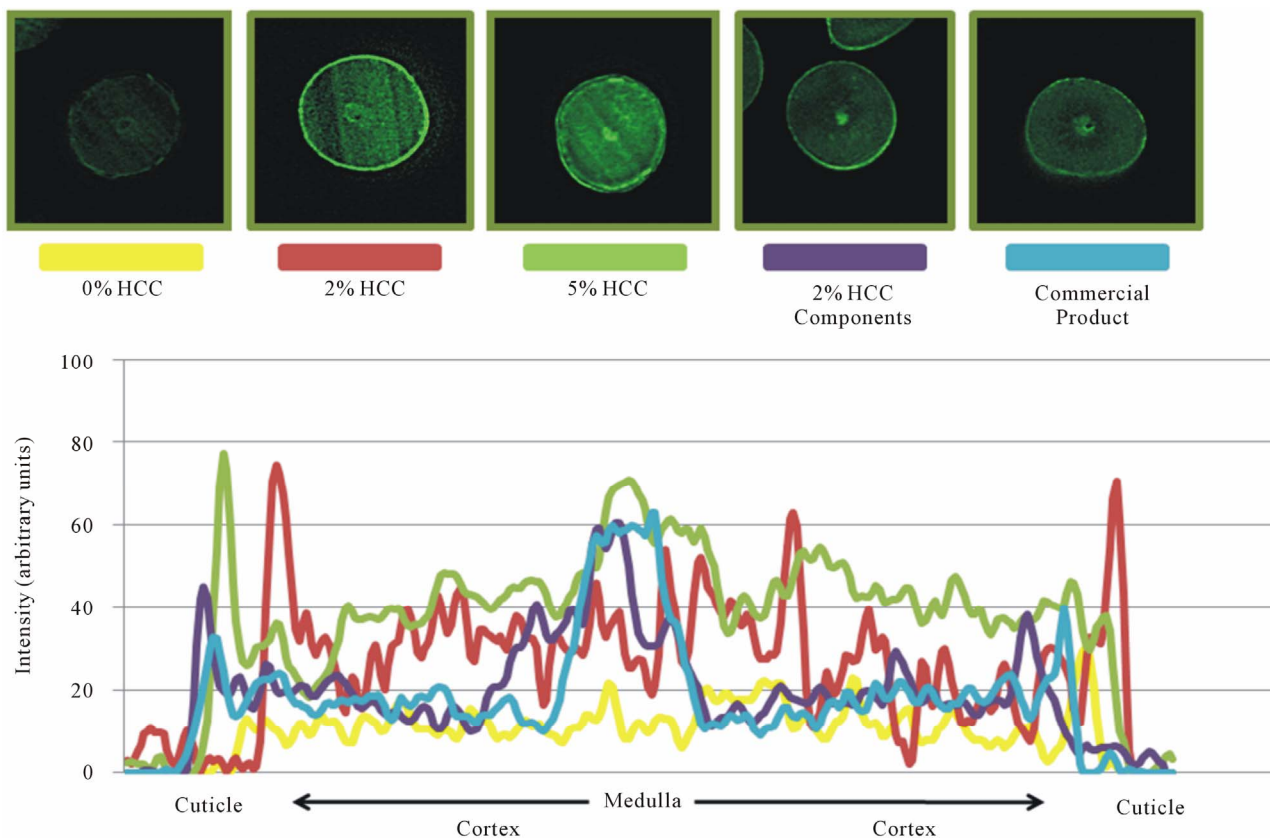 0% HCC
2% HCC
5% HCC
2% HCC
Components
Commercial
Product
100
80
60
40
20
0
Intensity (arbitrary units)
Cuticle
Medulla
Cuticle
Cortex
Cortex